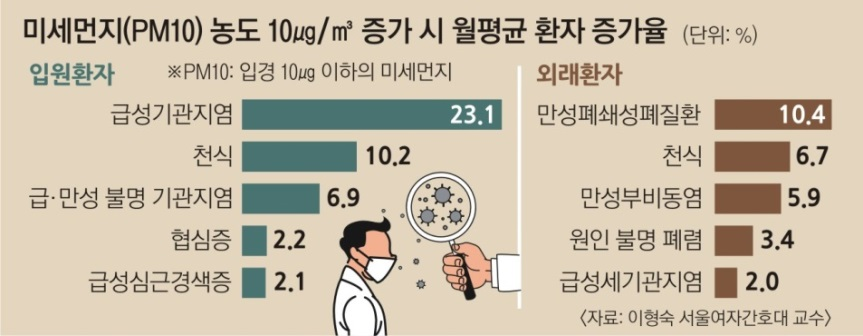 미세먼지(PM10) 농도 10㎍/㎥ 증가 시 월평균 환자 증가율 (단위: %)
입원환자 ※PM10: 입경 10㎍ 이하의 미세먼지
급성기관지염 23.1
천식 10.2
급·만성 불명 기관지염 6.9
협심증 2.2
급성심근경색증 2.1
외래환자
만성폐쇄성폐질환 10.4
천식 6.7
만성부비동염 5.9
원인 불명 폐렴 3.4
급성세기관지염 2.0
〈자료: 이형숙 서울여자간호대 교수〉